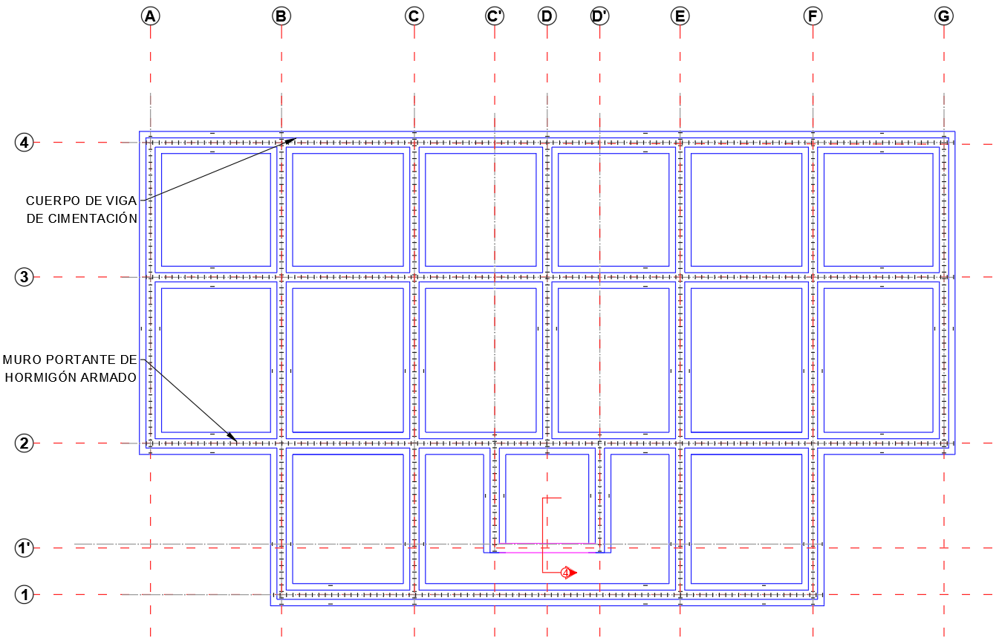 A B C C' D D' E F G
4
CUERPO DE VIGA
DE CIMENTACIÓN
3
MURO PORTANTE DE
HORMIGÓN ARMADO
2
1'
4
1